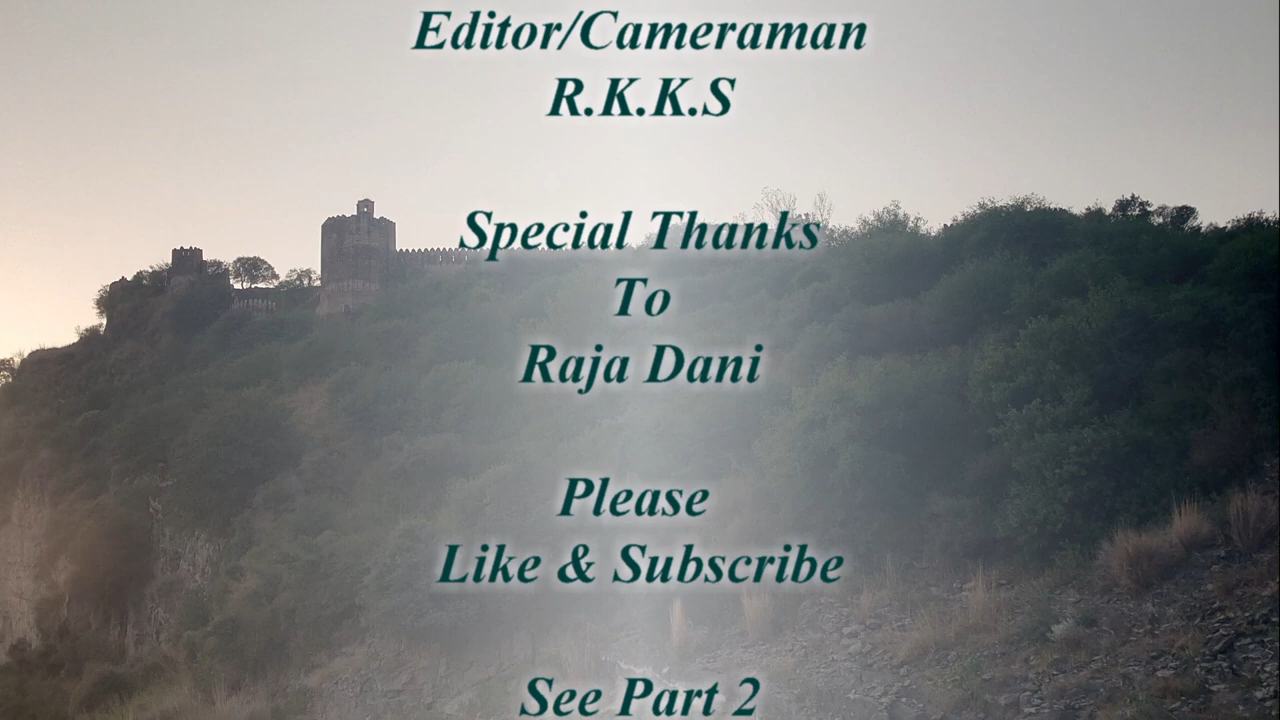 Editor/Cameraman
R.K.K.S
Special Thanks
To
Raja Dani
Please
Like & Subscribe
See Part 2